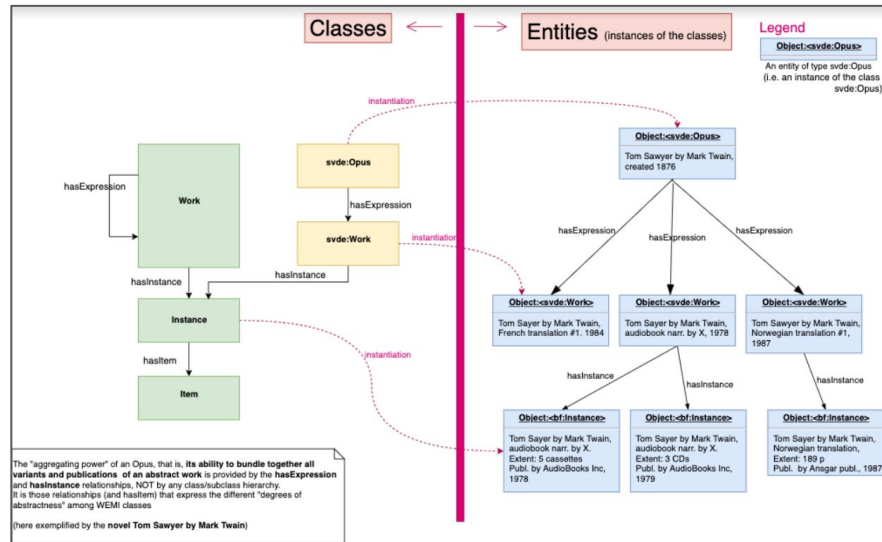 Classes
Entities (instances of the classes)
Legend
Object:<svde:Opus>
An entity of type svde:Opus
(i.e. an instance of the class
svde:Opus)
instantiation
Object:<svde:Opus>
Tom Sawyer by Mark Twain,
created 1876
hasExpression
Work
svde:Opus
hasExpression
svde:Work
instantiation
hasExpression
hasExpression
hasExpression
hasInstance
hasInstance
Object:<svde:Work>
Tom Sayer by Mark Twain,
French translation #1. 1984
Object:<svde:Work>
Tom Sayer by Mark Twain,
audiobook narr. by X, 1978
Object:<svde:Work>
Tom Sawyer by Mark Twain,
Norwegian translation #1,
1987
Instance
instantiation
hasItem
Item
hasInstance
hasInstance
hasInstance
Object:<bf:Instance>
Tom Sayer by Mark Twain,
audiobook narr. by X.
Extent: 5 cassettes
Publ. by AudioBooks Inc,
1978
Object:<bf:Instance>
Tom Sayer by Mark Twain,
audiobook narr. by X.
Extent: 3 CDs
Publ. by AudioBooks Inc,
1979
Object:<bf:Instance>
Tom Sayer by Mark Twain,
Norwegian translation,
Extent: 189 p
Publ. by Ansgar publ., 1987
The "aggregating power" of an Opus, that is, its ability to bundle together all
variants and publications of an abstract work is provided by the hasExpression
and hasInstance relationships, NOT by any class/subclass hierarchy.
It is those relationships (and hasItem) that express the different "degrees of
abstractness" among WEMI classes
(here exemplified by the novel Tom Sawyer by Mark Twain)